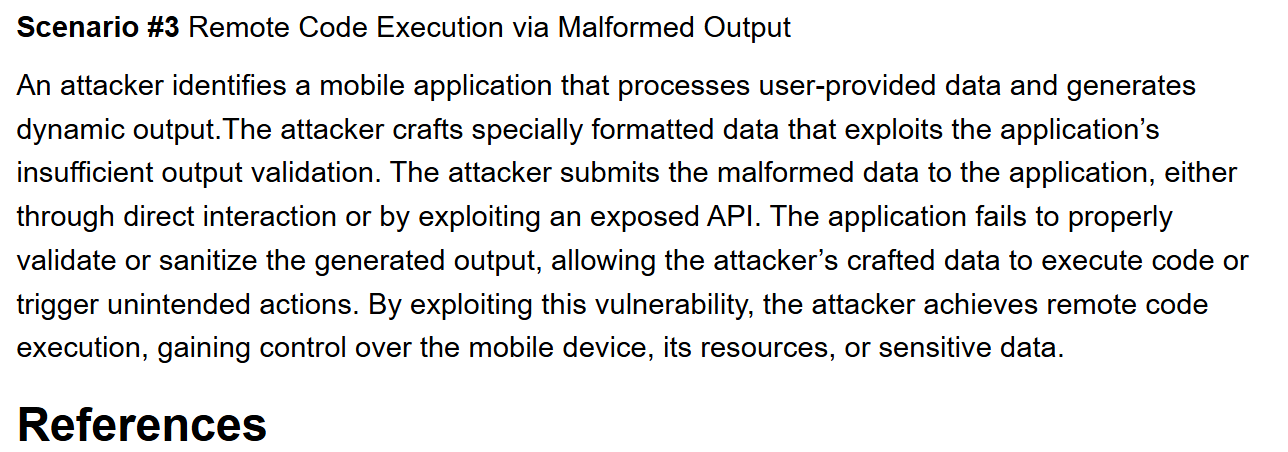 Scenario #3 Remote Code Execution via Malformed Output
An attacker identifies a mobile application that processes user-provided data and generates
dynamic output.The attacker crafts specially formatted data that exploits the application’s
insufficient output validation. The attacker submits the malformed data to the application, either
through direct interaction or by exploiting an exposed API. The application fails to properly
validate or sanitize the generated output, allowing the attacker’s crafted data to execute code or
trigger unintended actions. By exploiting this vulnerability, the attacker achieves remote code
execution, gaining control over the mobile device, its resources, or sensitive data.
References